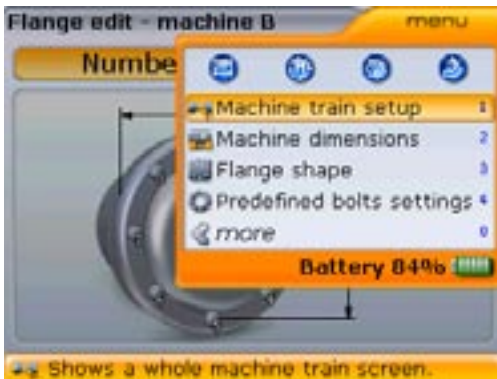 Flange edit - machine B
menu
Numbe
Machine train setup 1
Machine dimensions 2
Flange shape 3
Predefined bolts settings 4
more 0
Battery 84%
Shows a whole machine train screen.